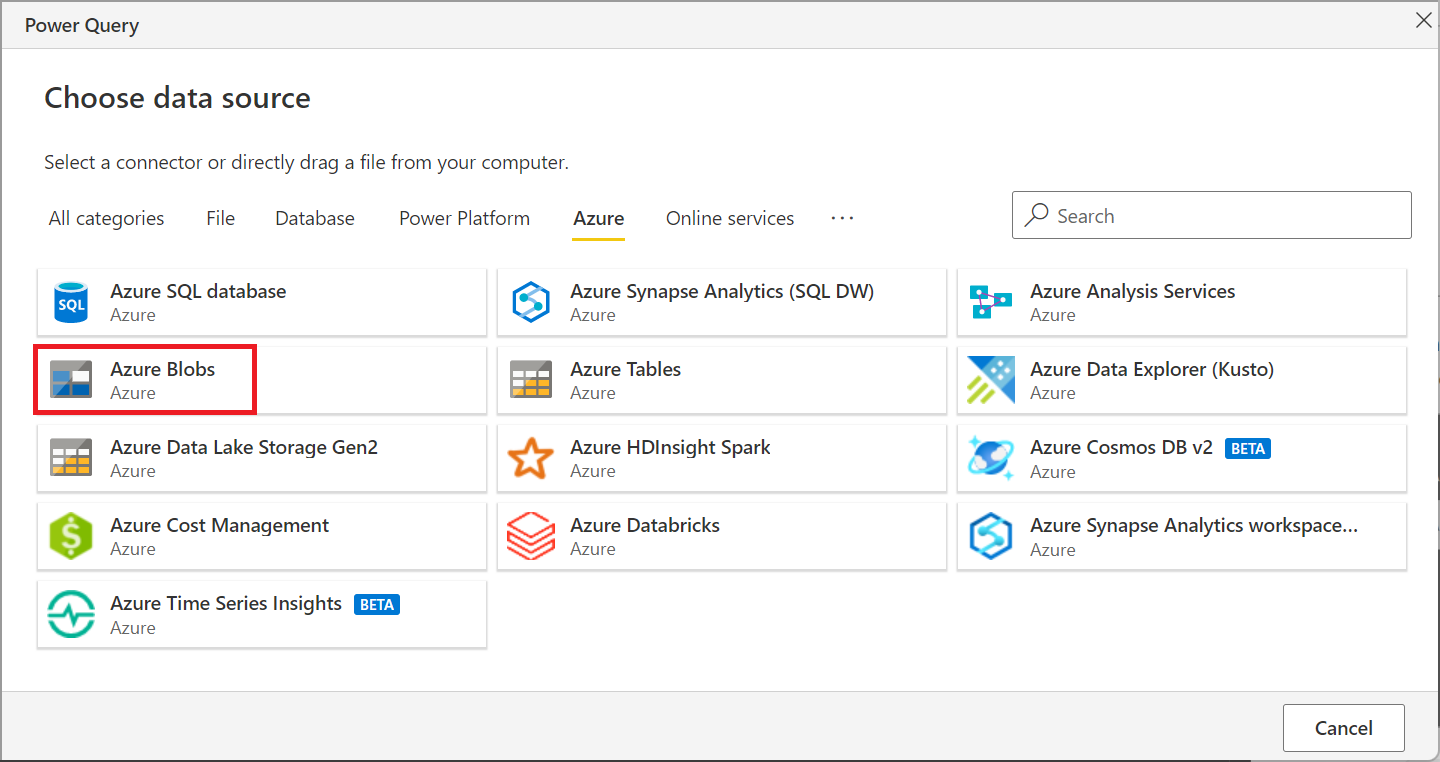 Power Query
Choose data source
Select a connector or directly drag a file from your computer.
All categories File Database Power Platform Azure Online services ... Search
SQL Azure SQL database
Azure
Azure Synapse Analytics (SQL DW)
Azure
Azure Analysis Services
Azure
Azure Blobs
Azure
Azure Tables
Azure
Azure Data Explorer (Kusto)
Azure
Azure Data Lake Storage Gen2
Azure
Azure HDInsight Spark
Azure
Azure Cosmos DB v2 BETA
Azure
$ Azure Cost Management
Azure
Azure Databricks
Azure
Azure Synapse Analytics workspace...
Azure
Azure Time Series Insights BETA
Azure
Cancel